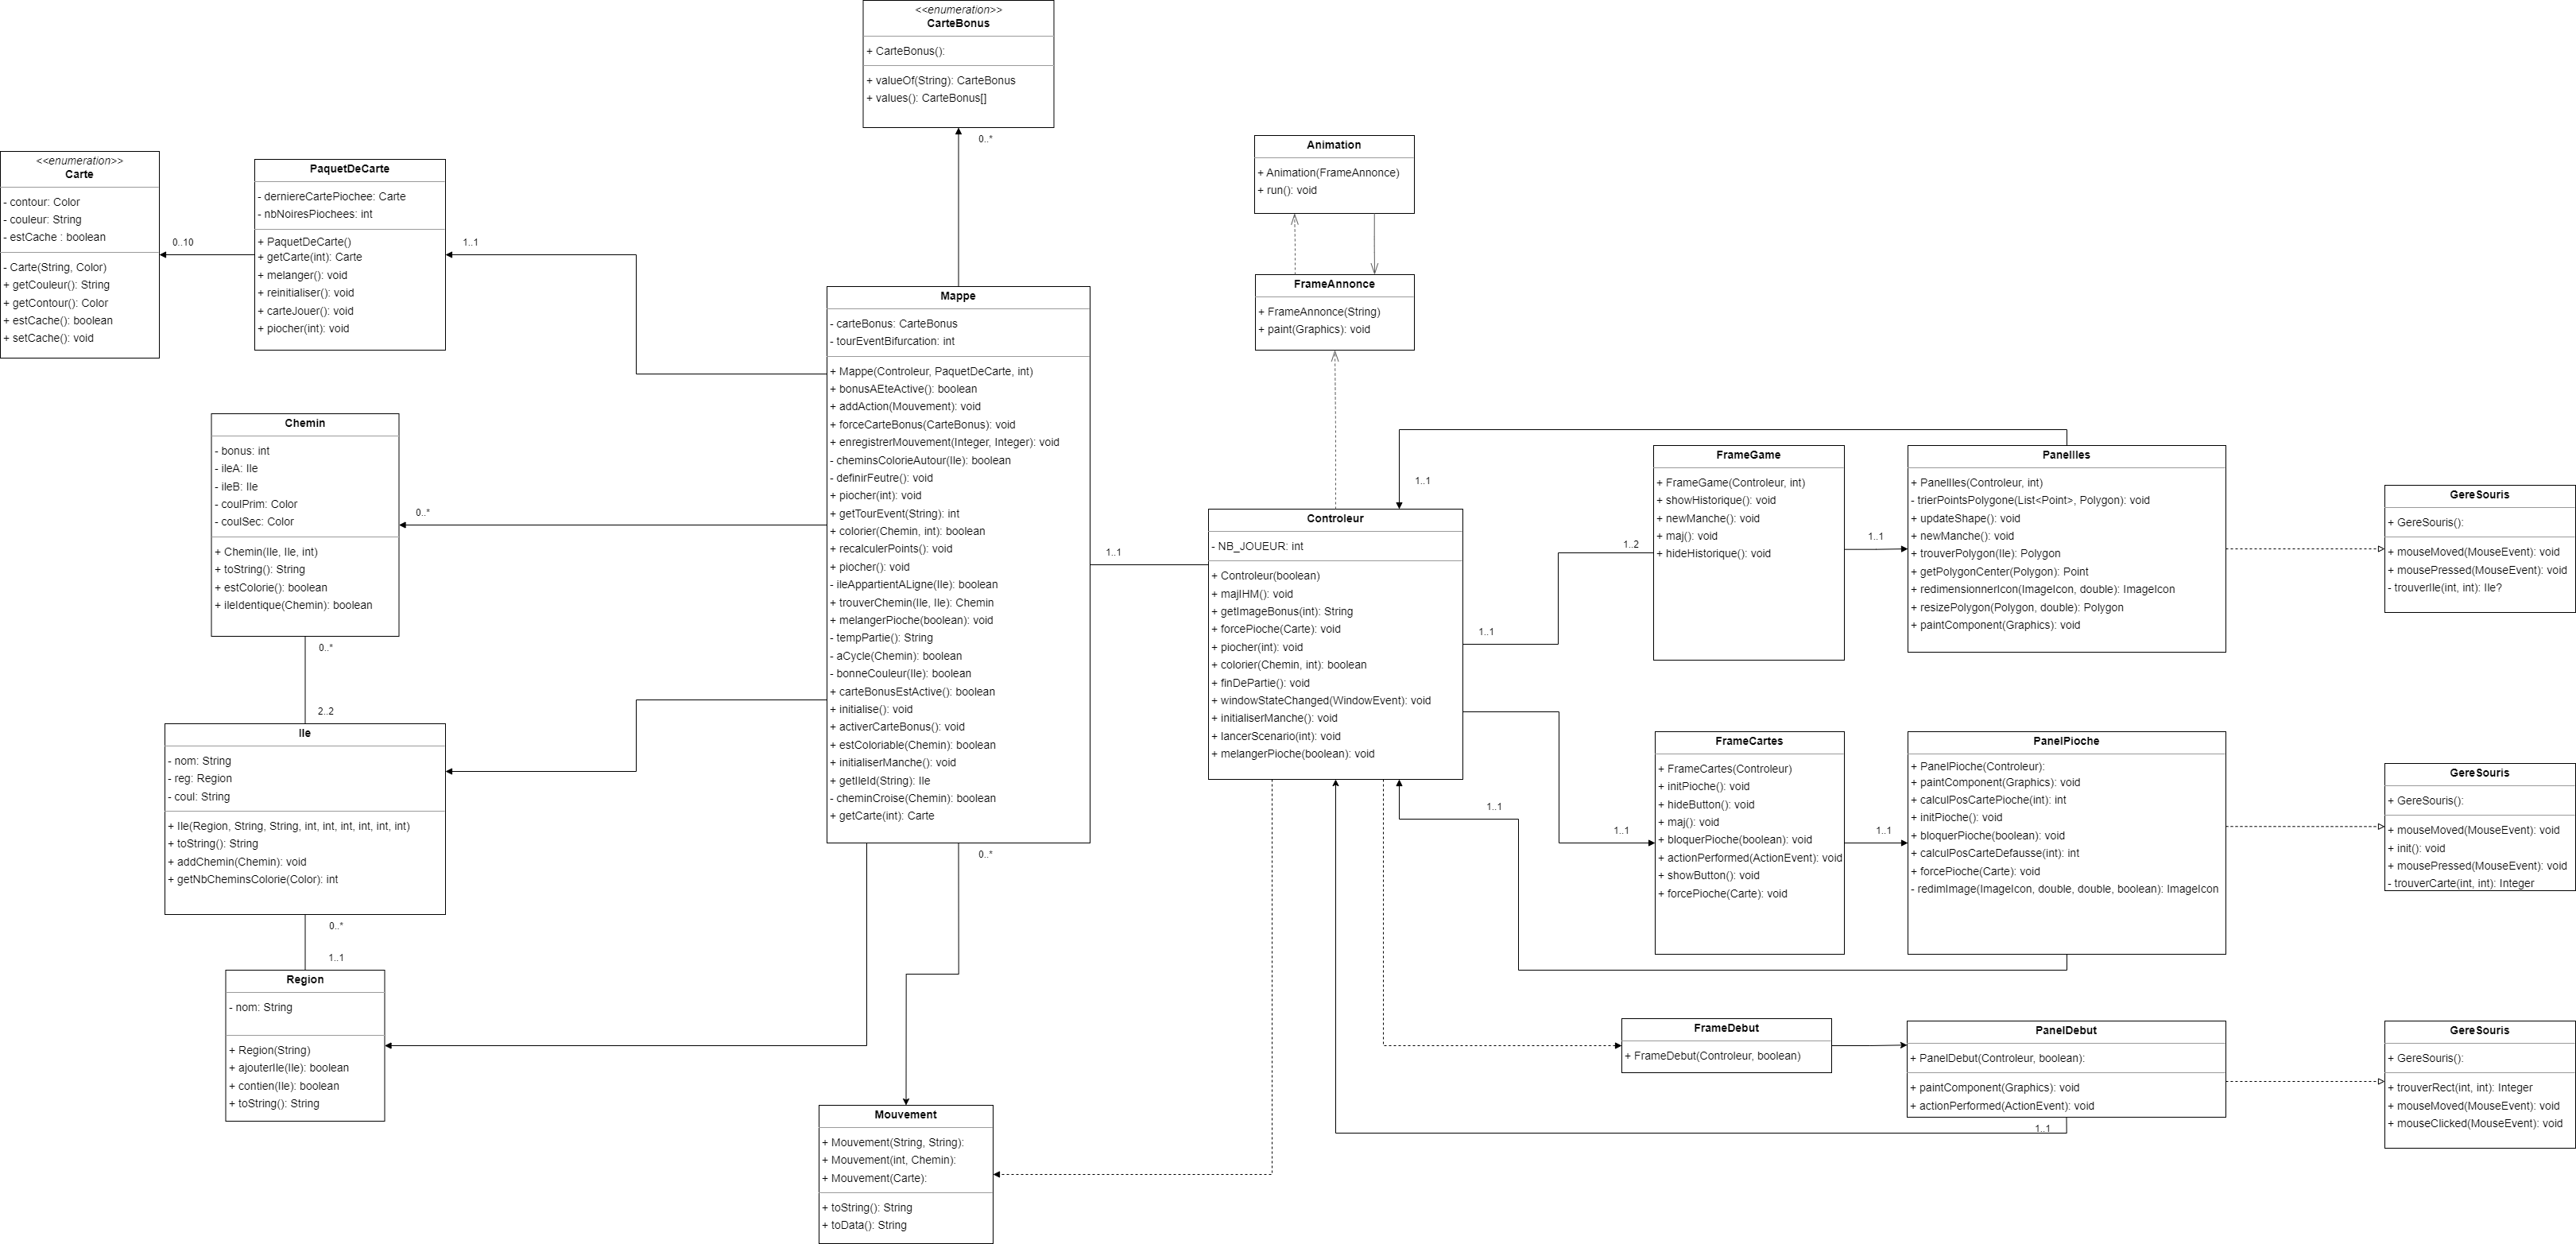 <<enumeration>>
CarteBonus
+ CarteBonus():
+ valueOf(String): CarteBonus
+ values(): CarteBonus[]
0..*
<<enumeration>>
Carte
- contour: Color
- couleur: String
- estCache : boolean
- Carte(String, Color)
+ getCouleur(): String
+ getContour(): Color
+ estCache(): boolean
+ setCache(): void
0..10
PaquetDeCarte
- derniereCartePiochee: Carte
- nbNoiresPiochees: int
+ PaquetDeCarte()
+ getCarte(int): Carte
+ melanger(): void
+ reinitialiser(): void
+ carteJouer(): void
+ piocher(int): void
1..1
Animation
+ Animation(FrameAnnonce)
+ run(): void
FrameAnnonce
+ FrameAnnonce(String)
+ paint(Graphics): void
Mappe
- carteBonus: CarteBonus
- tourEventBifurcation: int
+ Mappe(Controleur, PaquetDeCarte, int)
+ bonusAEteActive(): boolean
+ addAction(Mouvement): void
+ forceCarteBonus(CarteBonus): void
+ enregistrerMouvement(Integer, Integer): void
- cheminsColorieAutour(Ile): boolean
- definirFeutre(): void
+ piocher(int): void
+ getTourEvent(String): int
+ colorier(Chemin, int): boolean
+ recalculerPoints(): void
+ piocher(): void
- ileAppartientALigne(Ile): boolean
+ trouverChemin(Ile, Ile): Chemin
+ melangerPioche(boolean): void
- tempPartie(): String
- aCycle(Chemin): boolean
- bonneCouleur(Ile): boolean
+ carteBonusEstActive(): boolean
+ initialise(): void
+ activerCarteBonus(): void
+ estColoriable(Chemin): boolean
+ initialiserManche(): void
+ getIleId(String): Ile
- cheminCroise(Chemin): boolean
+ getCarte(int): Carte
0..*
Chemin
- bonus: int
- ileA: Ile
- ileB: Ile
- coulPrim: Color
- coulSec: Color
+ Chemin(Ile, Ile, int)
+ toString(): String
+ estColorie(): boolean
+ ileIdentique(Chemin): boolean
0..*
0..*
2..2
Ile
- nom: String
- reg: Region
- coul: String
+ Ile(Region, String, String, int, int, int, int, int, int)
+ toString(): String
+ addChemin(Chemin): void
+ getNbCheminsColorie(Color): int
0..*
1..1
Region
- nom: String
+ Region(String)
+ ajouterIle(Ile): boolean
+ contien(Ile): boolean
+ toString(): String
Mouvement
+ Mouvement(String, String):
+ Mouvement(int, Chemin):
+ Mouvement(Carte):
+ toString(): String
+ toData(): String
1..1
Controleur
- NB_JOUEUR: int
+ Controleur(boolean)
+ majIHM(): void
+ getImageBonus(int): String
+ forcePioche(Carte): void
+ piocher(int): void
+ colorier(Chemin, int): boolean
+ finDePartie(): void
+ windowStateChanged(WindowEvent): void
+ initialiserManche(): void
+ lancerScenario(int): void
+ melangerPioche(boolean): void
1..1
1..1
1..2
FrameGame
+ FrameGame(Controleur, int)
+ showHistorique(): void
+ newManche(): void
+ maj(): void
+ hideHistorique(): void
1..1
PanelIles
+ PanelIles(Controleur, int)
- trierPointsPolygone(List<Point>, Polygon): void
+ updateShape(): void
+ newManche(): void
+ trouverPolygon(Ile): Polygon
+ getPolygonCenter(Polygon): Point
+ redimensionnerIcon(ImageIcon, double): ImageIcon
+ resizePolygon(Polygon, double): Polygon
+ paintComponent(Graphics): void
GereSouris
+ GereSouris():
+ mouseMoved(MouseEvent): void
+ mousePressed(MouseEvent): void
- trouverIle(int, int): Ile?
1..1
1..1
FrameCartes
+ FrameCartes(Controleur)
+ initPioche(): void
+ hideButton(): void
+ maj(): void
+ bloquerPioche(boolean): void
+ actionPerformed(ActionEvent): void
+ showButton(): void
+ forcePioche(Carte): void
1..1
PanelPioche
+ PanelPioche(Controleur):
+ paintComponent(Graphics): void
+ calculPosCartePioche(int): int
+ initPioche(): void
+ bloquerPioche(boolean): void
+ calculPosCarteDefausse(int): int
+ forcePioche(Carte): void
- redimImage(ImageIcon, double, double, boolean): ImageIcon
GereSouris
+ GereSouris():
+ mouseMoved(MouseEvent): void
+ init(): void
+ mousePressed(MouseEvent): void
- trouverCarte(int, int): Integer
FrameDebut
+ FrameDebut(Controleur, boolean)
PanelDebut
+ PanelDebut(Controleur, boolean):
+ paintComponent(Graphics): void
+ actionPerformed(ActionEvent): void
1..1
GereSouris
+ GereSouris():
+ trouverRect(int, int): Integer
+ mouseMoved(MouseEvent): void
+ mouseClicked(MouseEvent): void